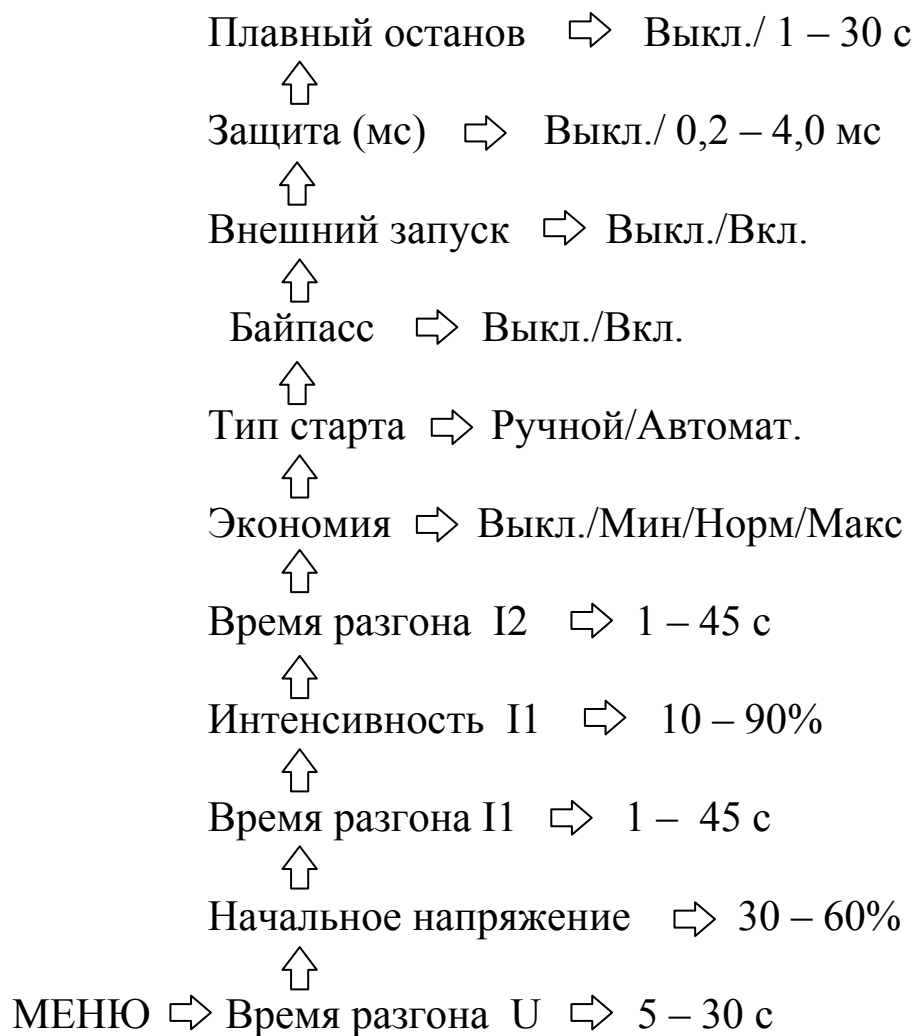 Плавный останов Выкл./ 1 – 30 с
Защита (мс) Выкл./ 0,2 – 4,0 мс
Внешний запуск Выкл./Вкл.
Байпасс Выкл./Вкл.
Тип старта Ручной/Автомат.
Экономия Выкл./Мин/Норм/Макс
Время разгона I2 1 – 45 с
Интенсивность I1 10 – 90%
Время разгона I1 1 – 45 с
Начальное напряжение 30 – 60%
МЕНЮ Время разгона U 5 – 30 с